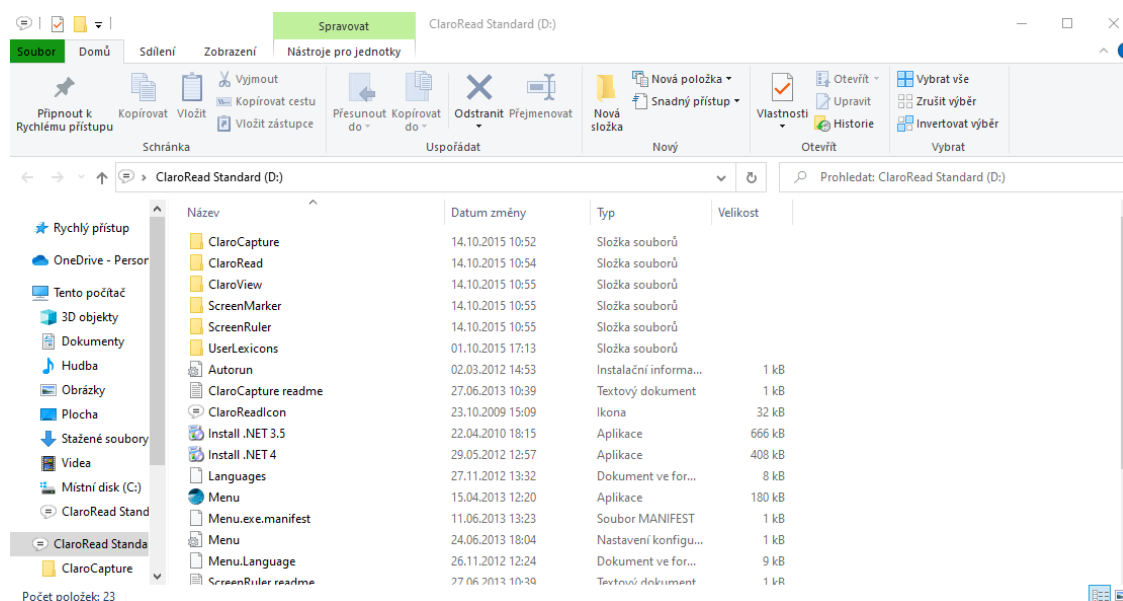 Spravovat
ClaroRead Standard (D:)
Soubor Domů Sdílení Zobrazení Nástroje pro jednotky
Připnout k Rychlému přístupu
Kopírovat
Vložit
Vyjmout
Kopírovat cestu
Vložit zástupce
Schránka
Přesunout do
Kopírovat do
Odstranit
Přejmenovat
Uspořádat
Nová složka
Nová položka
Snadný přístup
Nový
Vlastnosti
Otevřít
Upravit
Historie
Otevřít
Vybrat vše
Zrušit výběr
Invertovat výběr
Vybrat
ClaroRead Standard (D:)
Prohledat: ClaroRead Standard (D:)
Rychlý přístup
OneDrive - Person
Tento počítač
3D objekty
Dokumenty
Hudba
Obrázky
Plocha
Stažené soubory
Videa
Místní disk (C:)
ClaroRead Stand
ClaroRead Standa
ClaroCapture
Název Datum změny Typ Velikost
ClaroCapture 14.10.2015 10:52 Složka souborů
ClaroRead 14.10.2015 10:54 Složka souborů
ClaroView 14.10.2015 10:55 Složka souborů
ScreenMarker 14.10.2015 10:55 Složka souborů
ScreenRuler 14.10.2015 10:55 Složka souborů
UserLexicons 01.10.2015 17:13 Složka souborů
Autorun 02.03.2012 14:53 Instalační informa... 1 kB
ClaroCapture readme 27.06.2013 10:39 Textový dokument 1 kB
ClaroReadIcon 23.10.2009 15:09 Ikona 32 kB
Install .NET 3.5 22.04.2010 18:15 Aplikace 666 kB
Install .NET 4 29.05.2012 12:57 Aplikace 408 kB
Languages 27.11.2012 13:32 Dokument ve for... 8 kB
Menu 15.04.2013 12:20 Aplikace 180 kB
Menu.exe.manifest 11.06.2013 13:23 Soubor MANIFEST 1 kB
Menu 24.06.2013 18:04 Nastavení konfigu... 1 kB
Menu.Language 26.11.2012 12:24 Dokument ve for... 9 kB
ScreenRuler readme 27.06.2013 10:39 Textový dokument 1 kB
Počet položek: 23